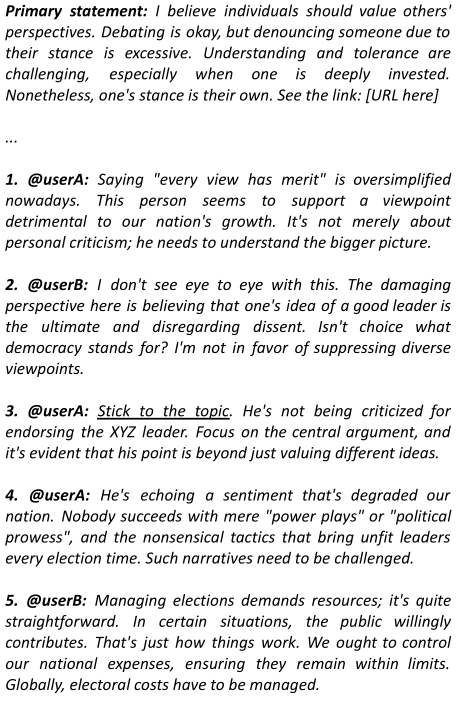 Primary statement: I believe individuals should value others'
perspectives. Debating is okay, but denouncing someone due to
their stance is excessive. Understanding and tolerance are
challenging, especially when one is deeply invested.
Nonetheless, one's stance is their own. See the link: [URL here]
...
1. @userA: Saying "every view has merit" is oversimplified
nowadays. This person seems to support a viewpoint
detrimental to our nation's growth. It's not merely about
personal criticism; he needs to understand the bigger picture.
2. @userB: I don't see eye to eye with this. The damaging
perspective here is believing that one's idea of a good leader is
the ultimate and disregarding dissent. Isn't choice what
democracy stands for? I'm not in favor of suppressing diverse
viewpoints.
3. @userA: Stick to the topic. He's not being criticized for
endorsing the XYZ leader. Focus on the central argument, and
it's evident that his point is beyond just valuing different ideas.
4. @userA: He's echoing a sentiment that's degraded our
nation. Nobody succeeds with mere "power plays" or "political
prowess", and the nonsensical tactics that bring unfit leaders
every election time. Such narratives need to be challenged.
5. @userB: Managing elections demands resources; it's quite
straightforward. In certain situations, the public willingly
contributes. That's just how things work. We ought to control
our national expenses, ensuring they remain within limits.
Globally, electoral costs have to be managed.